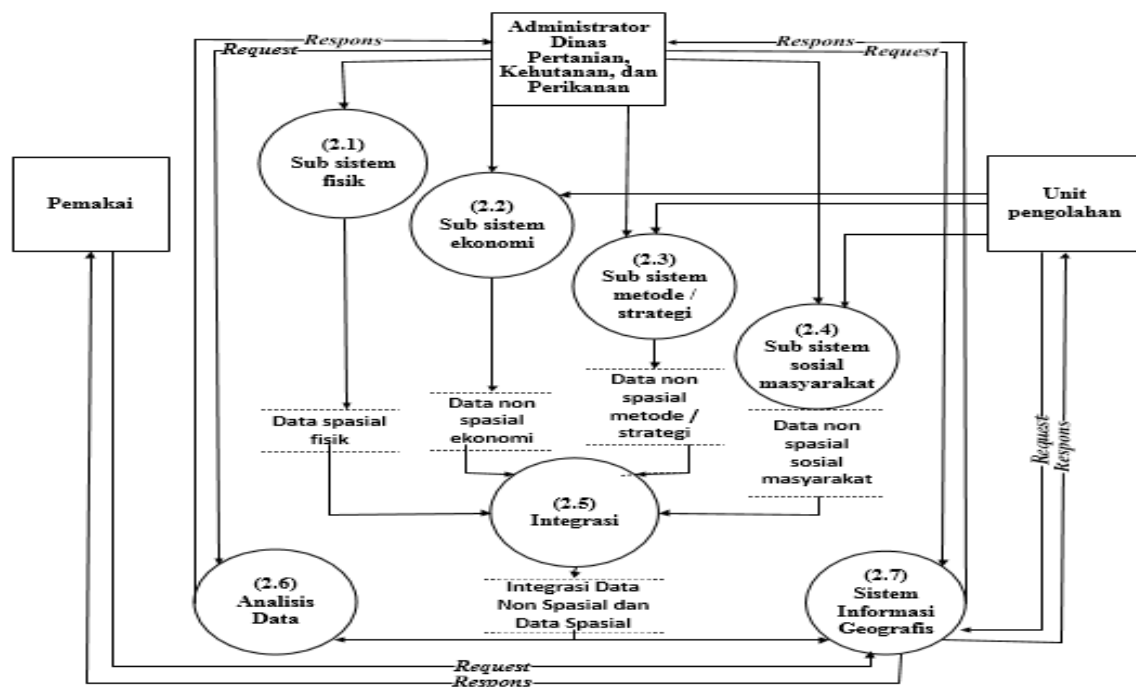 Administrator
Dinas
Pertanian,
Kehutanan, dan
Perikanan
Respons
Request
Respons
Request
(2.1)
Sub sistem
fisik
Pemakai
(2.2)
Sub sistem
ekonomi
Unit
pengolahan
(2.3)
Sub sistem
metode /
strategi
(2.4)
Sub sistem
sosial
masyarakat
Data spasial
fisik
Data non
spasial
ekonomi
Data non
spasial
metode /
strategi
Data non
spasial
sosial
masyarakat
Request
Respons
(2.5)
Integrasi
(2.6)
Analisis
Data
Integrasi Data
Non Spasial dan
Data Spasial
(2.7)
Sistem
Informasi
Geografis
Request
Respons